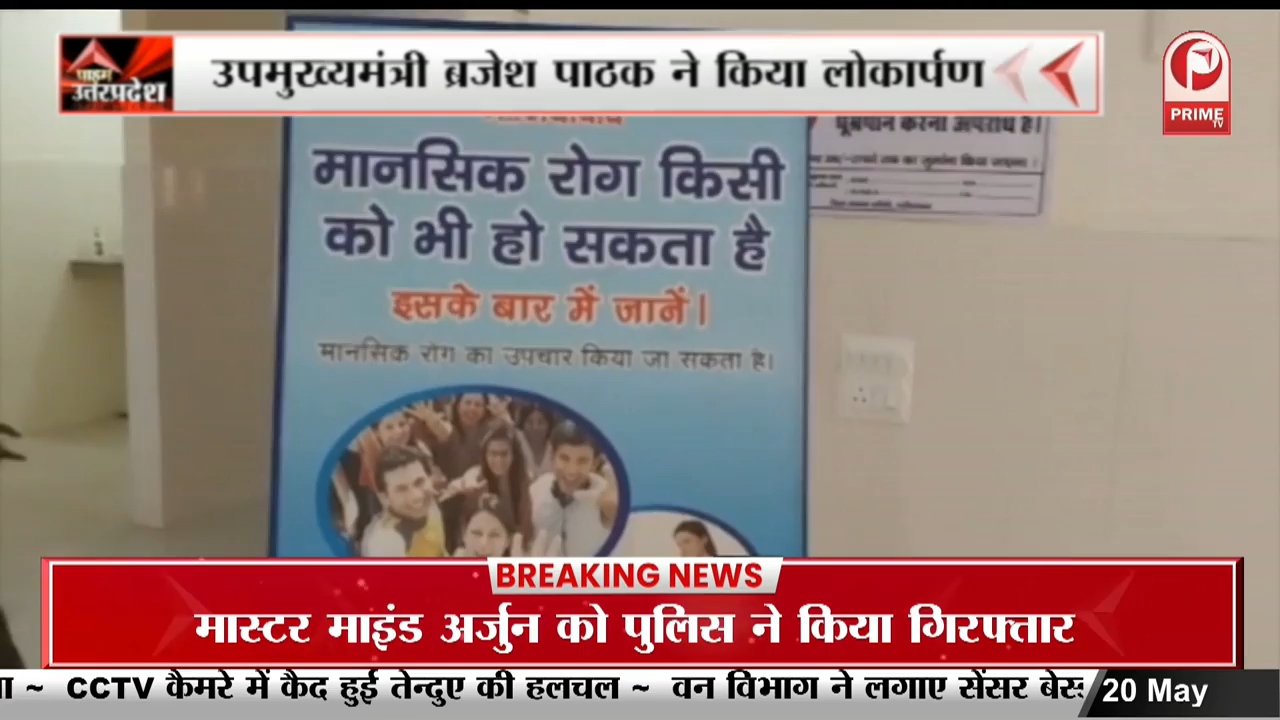 प्राइम
उत्तरप्रदेश
उपमुख्यमंत्री ब्रजेश पाठक ने किया लोकार्पण
PRIME
TV
धूम्रपान करना अपराध है।
मानसिक रोग किसी
को भी हो सकता है
इसके बार में जानें।
मानसिक रोग का उपचार किया जा सकता है।
BREAKING NEWS
मास्टर माइंड अर्जुन को पुलिस ने किया गिरफ्तार
~ CCTV कैमरे में कैद हुई तेन्दुए की हलचल ~ वन विभाग ने लगाए सेंसर
20 May